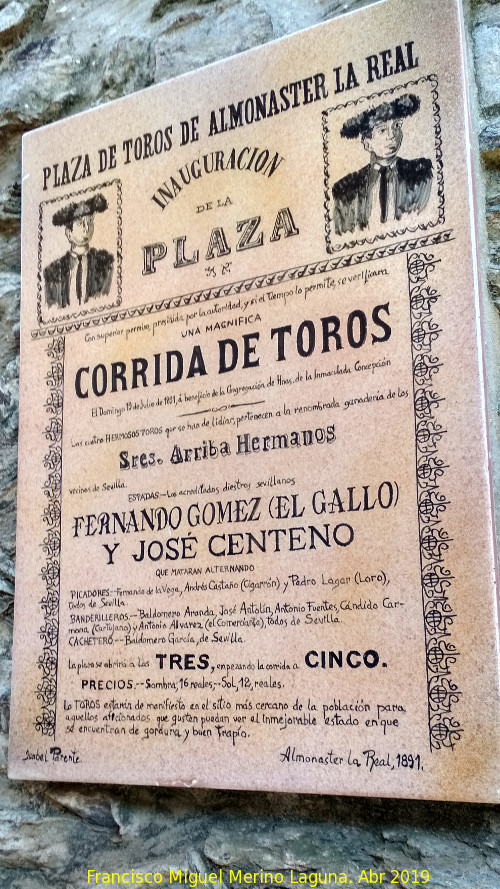 PLAZA DE TOROS DE ALMONASTER LA REAL
INAUGURACION
DE LA
PLAZA
Con superior permiso, presidida por la autoridad, y si el tiempo lo permite, se verificara
UNA MAGNIFICA
CORRIDA DE TOROS
El Domingo 19 de Julio de 1891, á beneficio de la Congregación de Hnas. de la Inmaculada Concepción
Los cuatro HERMOSOS TOROS que se han de lidiar, pertenecen a la renombrada ganadería de los
Sres. Arriba Hermanos
vecinos de Sevilla.
ESTADAS.-Los acreditados diestros sevillanos
FERNANDO GOMEZ (EL GALLO)
Y JOSÉ CENTENO
QUE MATARAN ALTERNANDO
PICADORES.-Fernando de la Vega, Andrés Castaño (Cigarrón) y Pedro Lagar (Loro),
todos de Sevilla.
BANDERILLEROS.-Baldomero Aranda, José Antolín, Antonio Fuentes, Cándido Car-
mona, (Cartujano) y Antonio Alvarez (el Comerciante), todos de Sevilla.
CACHETERO.--Baldomero García, de Sevilla.
La plaza se abrirá a las TRES, empezando la corrida a CINCO.
PRECIOS.--Sombra, 16 reales;--Sol, 12, reales.
Lo TOROS estarán de manifiesto en el sitio más cercano de la población para
aquellos aficionados que gusten puedan ver el inmejorable estado en que
se encuentran de gordura y buen trapío.
Isabel Parente
Almonaster la Real, 1891.
Francisco Miguel Merino Laguna. Abr 2019